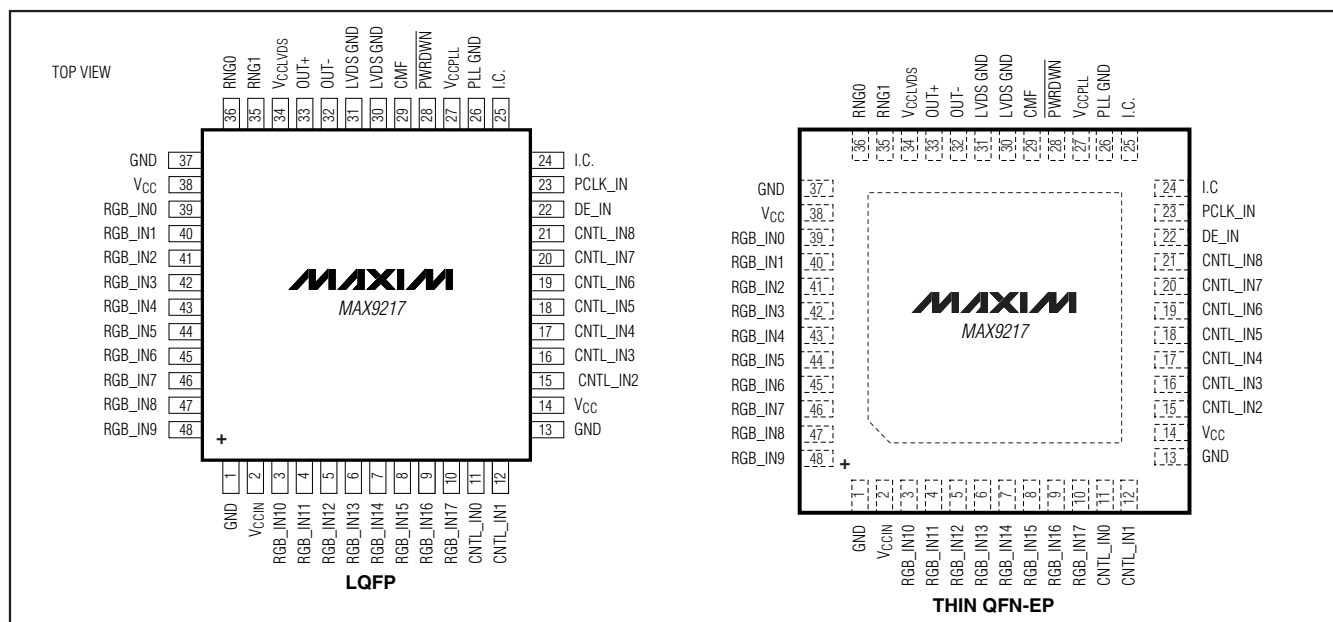 TOP VIEW
RNG0 RNG1 VCCLVDS OUT+ OUT- LVDS GND LVDS GND CMF PWRDWN VCCPLL PLL GND I.C.
36 35 34 33 32 31 30 29 28 27 26 25
GND 37
VCC 38
RGB_IN0 39
RGB_IN1 40
RGB_IN2 41
RGB_IN3 42
RGB_IN4 43
RGB_IN5 44
RGB_IN6 45
RGB_IN7 46
RGB_IN8 47
RGB_IN9 48
+
MAXIM
MAX9217
24 I.C.
23 PCLK_IN
22 DE_IN
21 CNTL_IN8
20 CNTL_IN7
19 CNTL_IN6
18 CNTL_IN5
17 CNTL_IN4
16 CNTL_IN3
15 CNTL_IN2
14 VCC
13 GND
1 2 3 4 5 6 7 8 9 10 11 12
GND VCCIN RGB_IN10 RGB_IN11 RGB_IN12 RGB_IN13 RGB_IN14 RGB_IN15 RGB_IN16 RGB_IN17 CNTL_IN0 CNTL_IN1
LQFP
RNG0 RNG1 VCCLVDS OUT+ OUT- LVDS GND LVDS GND CMF PWRDWN VCCPLL PLL GND I.C.
36 35 34 33 32 31 30 29 28 27 26 25
GND 37
VCC 38
RGB_IN0 39
RGB_IN1 40
RGB_IN2 41
RGB_IN3 42
RGB_IN4 43
RGB_IN5 44
RGB_IN6 45
RGB_IN7 46
RGB_IN8 47
RGB_IN9 48
+
MAXIM
MAX9217
24 I.C
23 PCLK_IN
22 DE_IN
21 CNTL_IN8
20 CNTL_IN7
19 CNTL_IN6
18 CNTL_IN5
17 CNTL_IN4
16 CNTL_IN3
15 CNTL_IN2
14 VCC
13 GND
1 2 3 4 5 6 7 8 9 10 11 12
GND VCCIN RGB_IN10 RGB_IN11 RGB_IN12 RGB_IN13 RGB_IN14 RGB_IN15 RGB_IN16 RGB_IN17 CNTL_IN0 CNTL_IN1
THIN QFN-EP